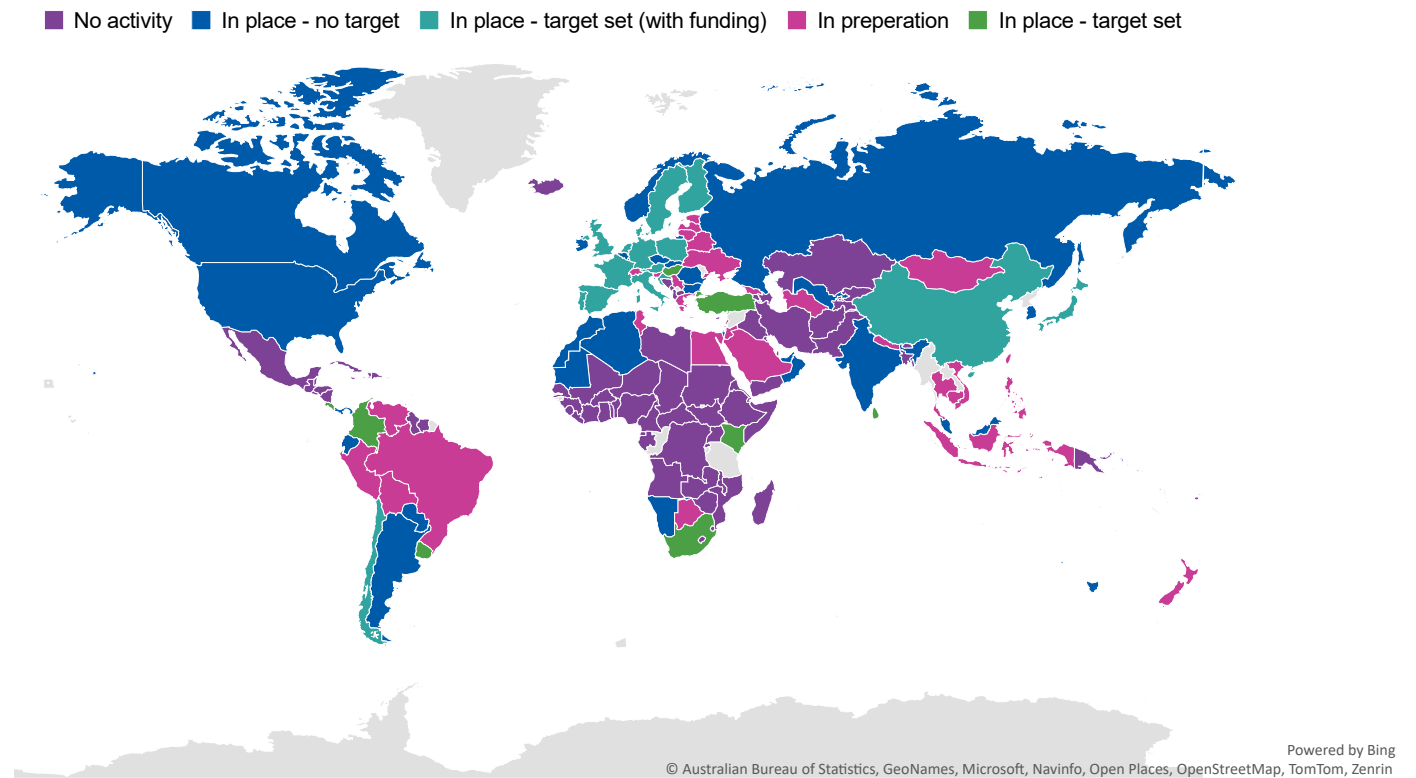 No activity In place - no target In place - target set (with funding) In preperation In place - target set
Powered by Bing
© Australian Bureau of Statistics, GeoNames, Microsoft, Navinfo, Open Places, OpenStreetMap, TomTom, Zenrin